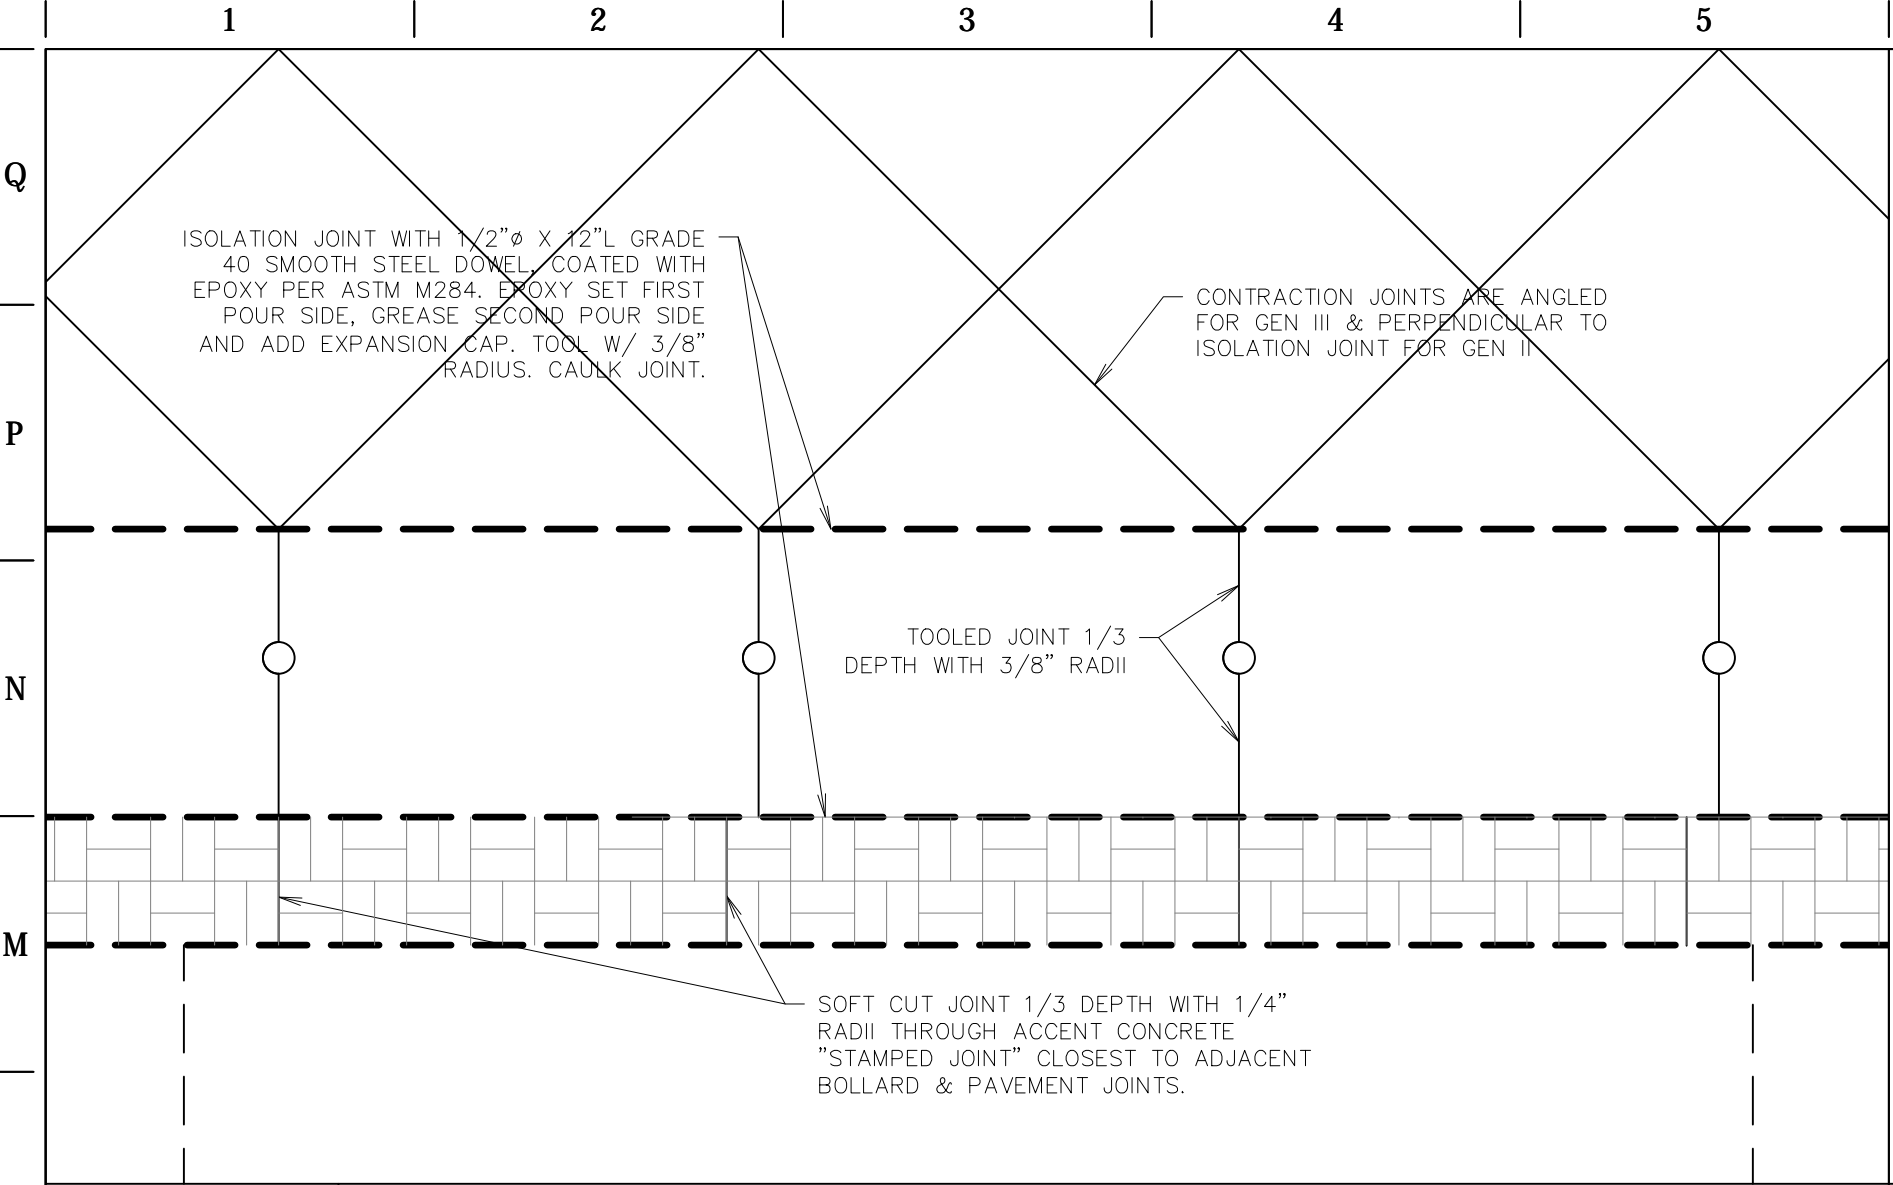 1 2 3 4 5
Q
ISOLATION JOINT WITH 1/2"ø X 12"L GRADE
40 SMOOTH STEEL DOWEL, COATED WITH
EPOXY PER ASTM M284. EPOXY SET FIRST
POUR SIDE, GREASE SECOND POUR SIDE
AND ADD EXPANSION CAP. TOOL W/ 3/8"
RADIUS. CAULK JOINT.
CONTRACTION JOINTS ARE ANGLED
FOR GEN III & PERPENDICULAR TO
ISOLATION JOINT FOR GEN II
P
TOOLED JOINT 1/3
DEPTH WITH 3/8" RADII
N
M
SOFT CUT JOINT 1/3 DEPTH WITH 1/4"
RADII THROUGH ACCENT CONCRETE
"STAMPED JOINT" CLOSEST TO ADJACENT
BOLLARD & PAVEMENT JOINTS.